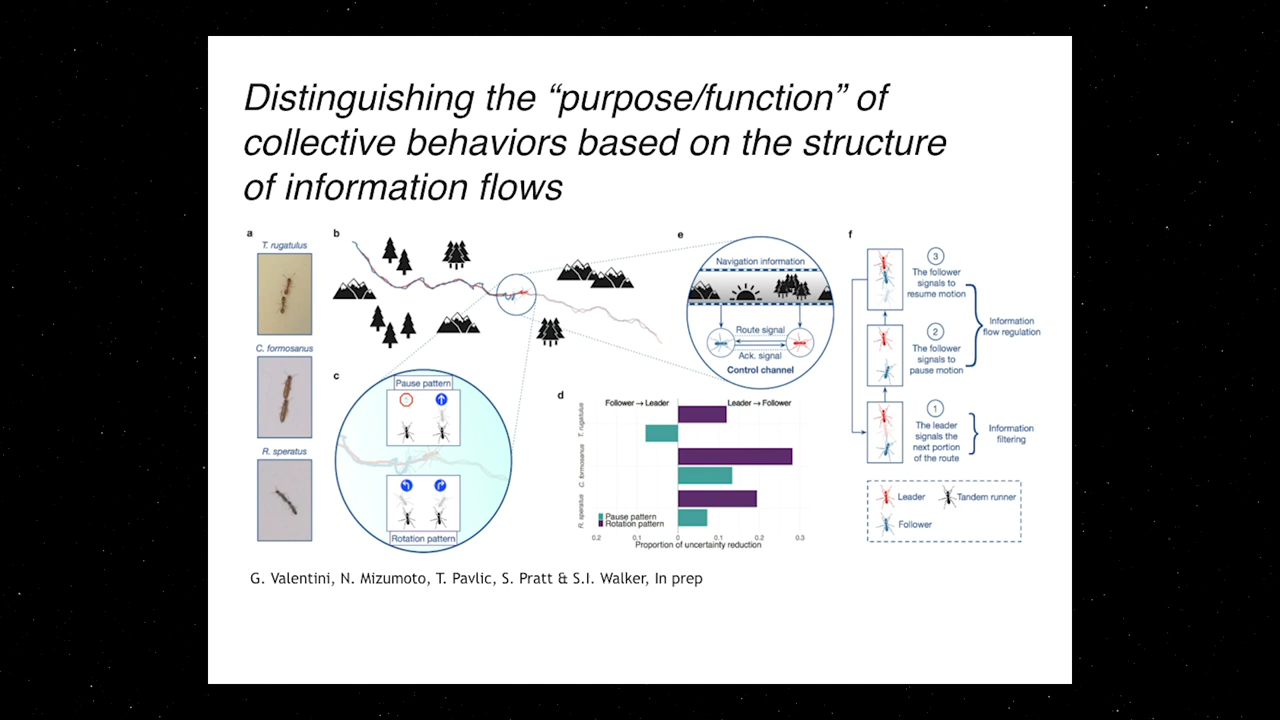 Distinguishing the “purpose/function” of
collective behaviors based on the structure
of information flows
a
T. rugatulus
C. formosanus
R. speratus
b
c
Pause pattern
Rotation pattern
d
Follower → Leader
Leader → Follower
T. rugatulus
C. formosanus
R. speratus
Pause pattern
Rotation pattern
0.2 0.1 0 0.1 0.2 0.3
Proportion of uncertainty reduction
e
Navigation information
Route signal
Ack. signal
Control channel
f
3
The follower
signals to
resume motion
2
The follower
signals to
pause motion
Information
flow regulation
1
The leader
signals the
next portion
of the route
Information
filtering
Leader
Tandem runner
Follower
G. Valentini, N. Mizumoto, T. Pavlic, S. Pratt & S.I. Walker, In prep